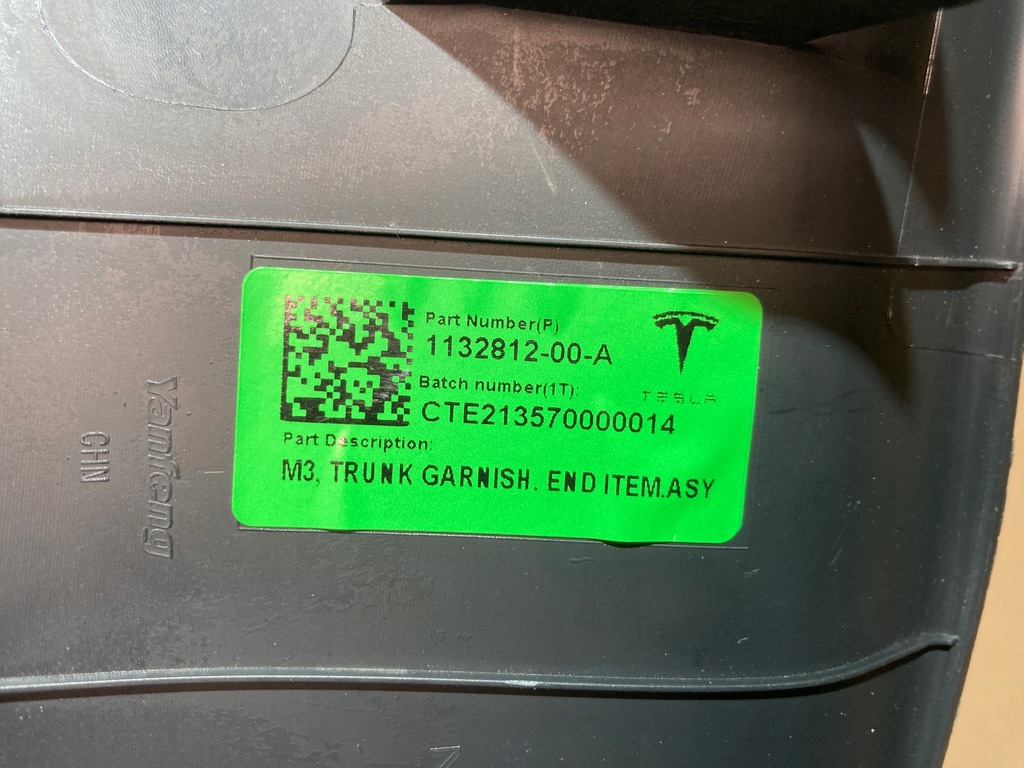 Part Number(P)
1132812-00-A
TESLA
Batch number(1T):
CTE213570000014
Part Description:
M3, TRUNK GARNISH. END ITEM.ASY
Yanfeng
CHN